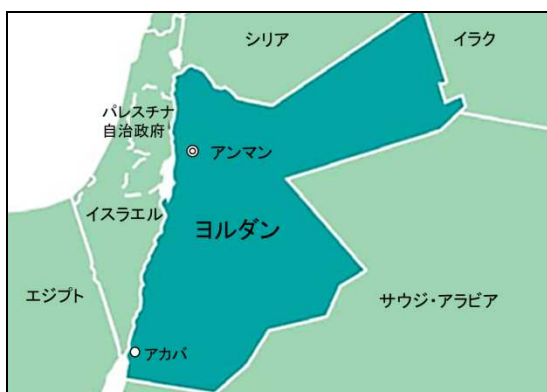 シリア
イラク
パレスチナ
自治政府
アンマン
イスラエル
ヨルダン
エジプト
サウジ・アラビア
アカバ